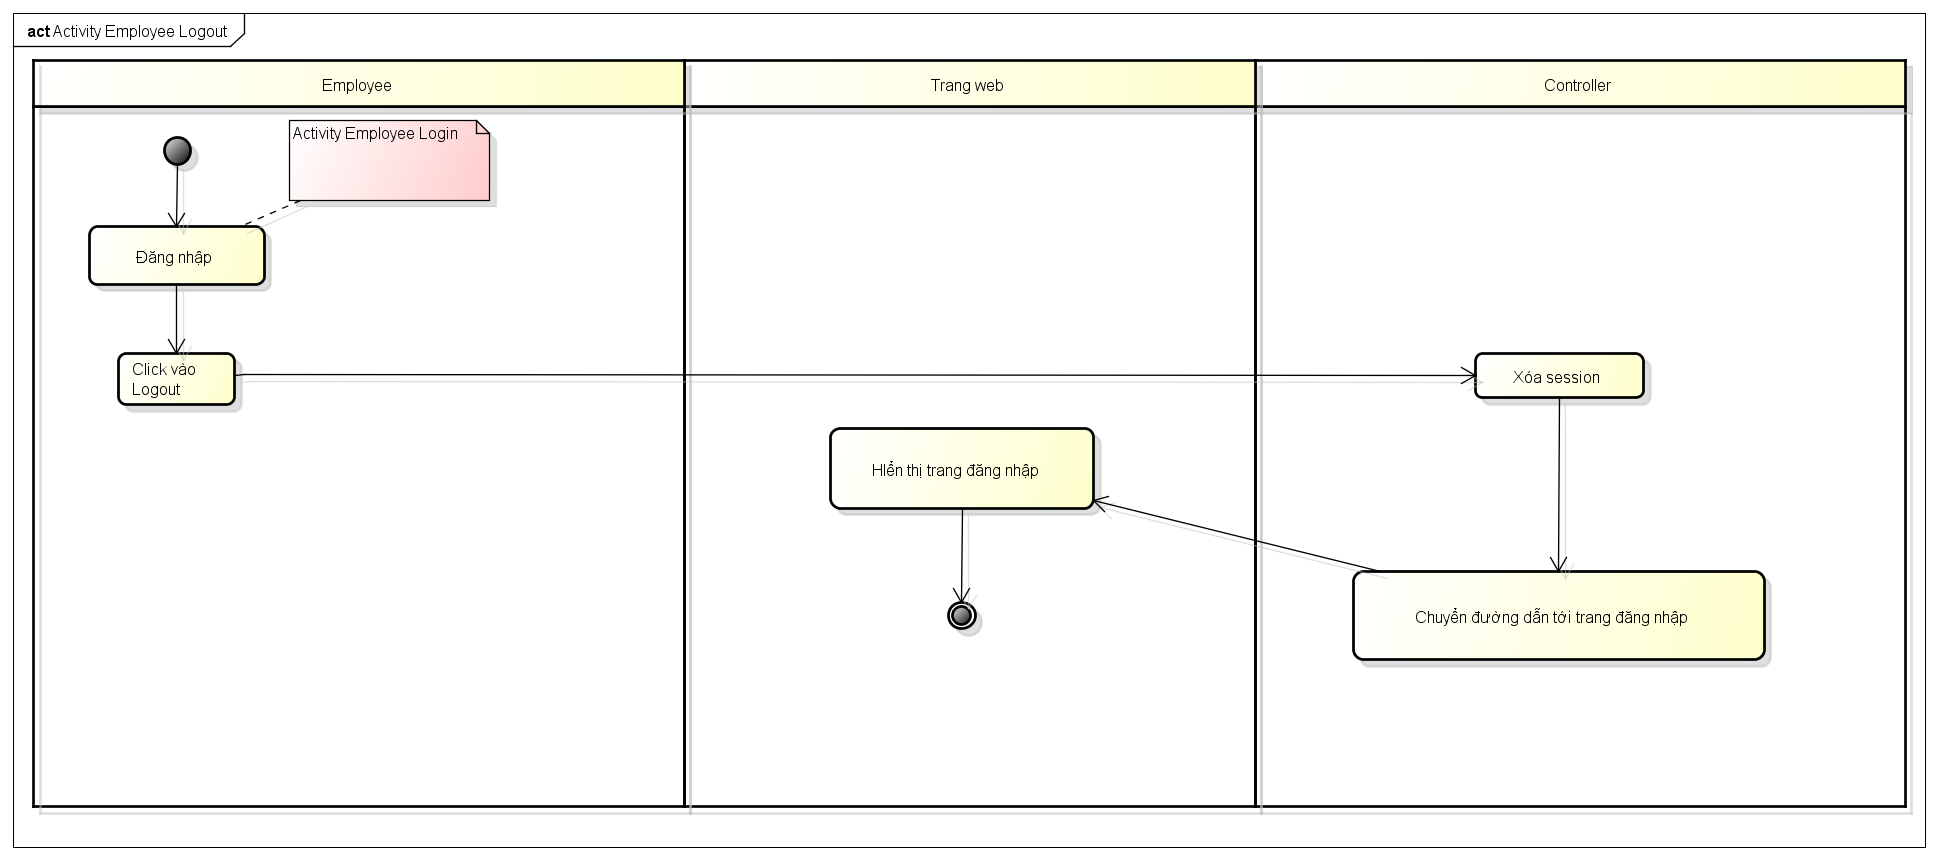 act Activity Employee Logout
Employee
Trang web
Controller
Activity Employee Login
Đăng nhập
Click vào
Logout
Xóa session
HIển thị trang đăng nhập
Chuyển đường dẫn tới trang đăng nhập